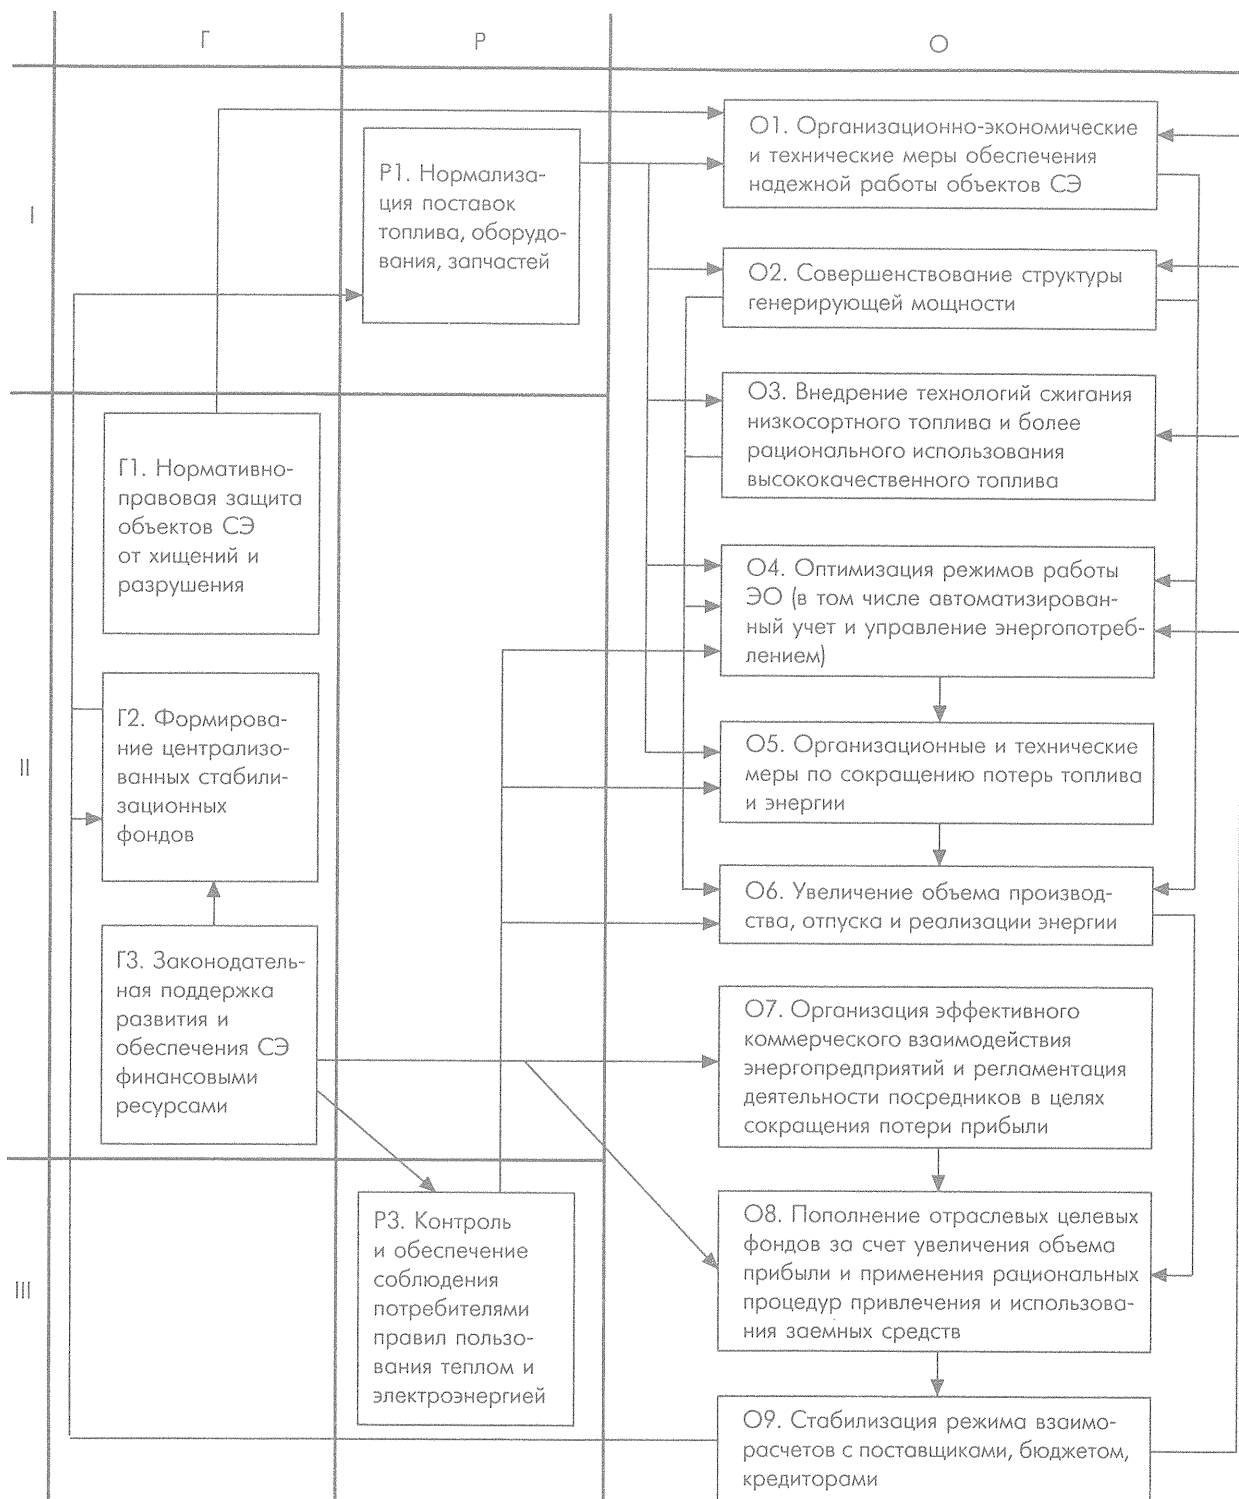 Г
Р
О
I
II
III
Р1. Нормализа-
ция поставок
топлива, оборудо-
вания, запчастей
Г1. Нормативно-
правовая защита
объектов СЭ
от хищений и
разрушения
Г2. Формирова-
ние централизо-
ванных стабили-
зационных
фондов
Г3. Законодатель-
ная поддержка
развития и
обеспечения СЭ
финансовыми
ресурсами
Р3. Контроль
и обеспечение
соблюдения
потребителями
правил пользо-
вания теплом и
электроэнергией
О1. Организационно-экономические
и технические меры обеспечения
надежной работы объектов СЭ
О2. Совершенствование структуры
генерирующей мощности
О3. Внедрение технологий сжигания
низкосортного топлива и более
рационального использования
высококачественного топлива
О4. Оптимизация режимов работы
ЭО (в том числе автоматизирован-
ный учет и управление энергопотреб-
лением)
О5. Организационные и технические
меры по сокращению потерь топлива
и энергии
О6. Увеличение объема производ-
ства, отпуска и реализации энергии
О7. Организация эффективного
коммерческого взаимодействия
энергопредприятий и регламентация
деятельности посредников в целях
сокращения потери прибыли
О8. Пополнение отраслевых целевых
фондов за счет увеличения объема
прибыли и применения рациональных
процедур привлечения и использова-
ния заемных средств
О9. Стабилизация режима взаимо-
расчетов с поставщиками, бюджетом,
кредиторами